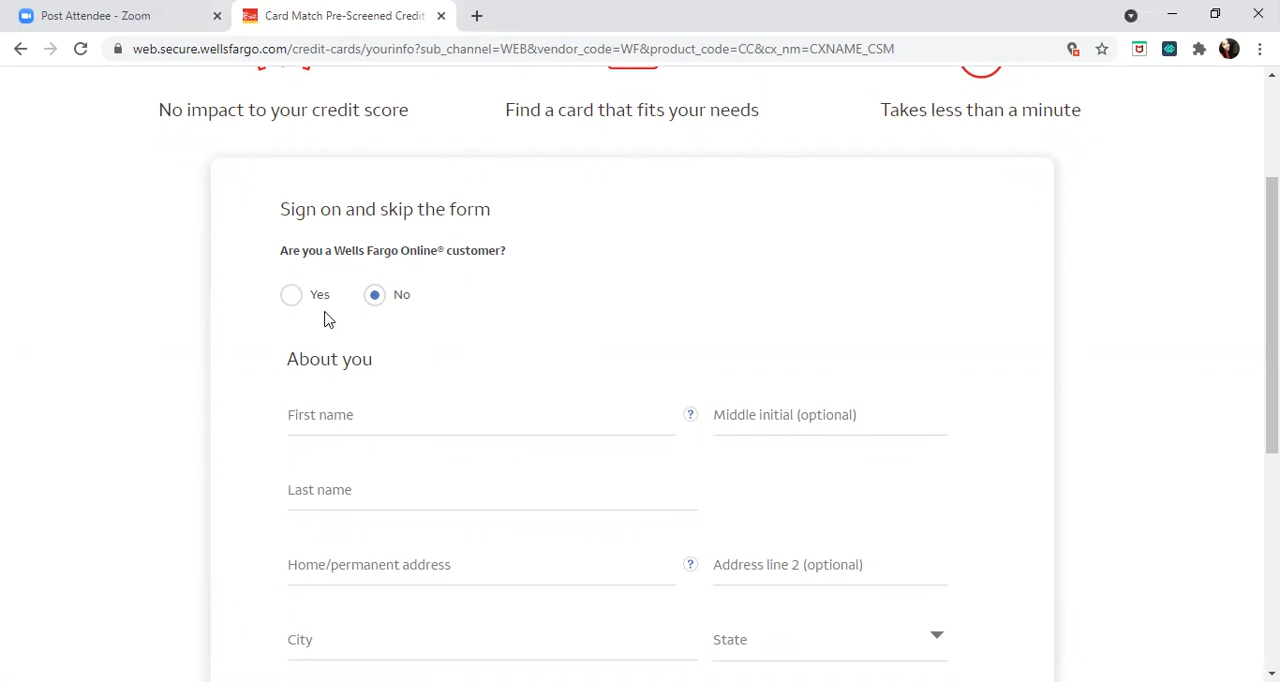 Post Attendee - Zoom
Card Match Pre-Screened Credit
web.secure.wellsfargo.com/credit-cards/yourinfo?sub_channel=WEB&vendor_code=WF&product_code=CC&cx_nm=CXNAME_CSM
No impact to your credit score
Find a card that fits your needs
Takes less than a minute
Sign on and skip the form
Are you a Wells Fargo Online® customer?
Yes
No
About you
First name
?
Middle initial (optional)
Last name
Home/permanent address
?
Address line 2 (optional)
City
State